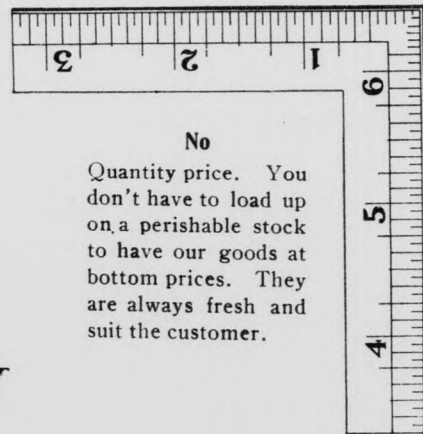 3 2 1
6
5
4
No
Quantity price. You
don't have to load up
on a perishable stock
to have our goods at
bottom prices. They
are always fresh and
suit the customer.